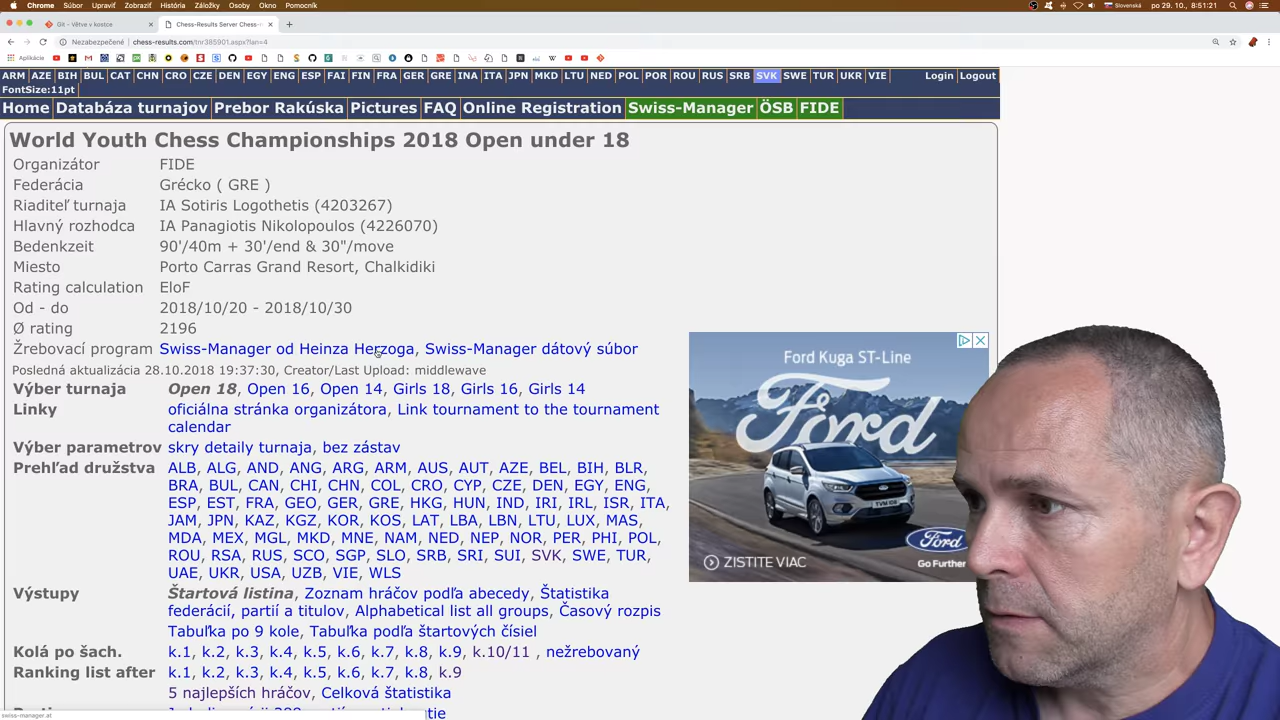 Chrome Súbor Upraviť Zobraziť História Záložky Osoby Okno Pomocník
Slovenská po 29. 10., 8:51:21
Git - Větve v kostce
Chess-Results Server Chess-r
Nezabezpečené | chess-results.com/tnr385901.aspx?lan=4
Aplikácie
ARM AZE BIH BUL CAT CHN CRO CZE DEN EGY ENG ESP FAI FIN FRA GER GRE INA ITA JPN MKD LTU NED POL POR ROU RUS SRB SVK SWE TUR UKR VIE Login Logout
FontSize:11pt
Home Databáza turnajov Prebor Rakúska Pictures FAQ Online Registration Swiss-Manager ÖSB FIDE
World Youth Chess Championships 2018 Open under 18
Organizátor FIDE
Federácia Grécko ( GRE )
Riaditeľ turnaja IA Sotiris Logothetis (4203267)
Hlavný rozhodca IA Panagiotis Nikolopoulos (4226070)
Bedenkzeit 90'/40m + 30'/end & 30"/move
Miesto Porto Carras Grand Resort, Chalkidiki
Rating calculation EloF
Od - do 2018/10/20 - 2018/10/30
Ø rating 2196
Žrebovací program Swiss-Manager od Heinza Herzoga, Swiss-Manager dátový súbor
Posledná aktualizácia 28.10.2018 19:37:30, Creator/Last Upload: middlewave
Výber turnaja Open 18, Open 16, Open 14, Girls 18, Girls 16, Girls 14
Linky oficiálna stránka organizátora, Link tournament to the tournament
calendar
Výber parametrov skry detaily turnaja, bez zástav
Prehľad družstva ALB, ALG, AND, ANG, ARG, ARM, AUS, AUT, AZE, BEL, BIH, BLR,
BRA, BUL, CAN, CHI, CHN, COL, CRO, CYP, CZE, DEN, EGY, ENG,
ESP, EST, FRA, GEO, GER, GRE, HKG, HUN, IND, IRI, IRL, ISR, ITA,
JAM, JPN, KAZ, KGZ, KOR, KOS, LAT, LBA, LBN, LTU, LUX, MAS,
MDA, MEX, MGL, MKD, MNE, NAM, NED, NEP, NOR, PER, PHI, POL,
ROU, RSA, RUS, SCO, SGP, SLO, SRB, SRI, SUI, SVK, SWE, TUR,
UAE, UKR, USA, UZB, VIE, WLS
Výstupy Štartová listina, Zoznam hráčov podľa abecedy, Štatistika
federácií, partií a titulov, Alphabetical list all groups, Časový rozpis
Tabuľka po 9 kole, Tabuľka podľa štartových čísiel
Kolá po šach. k.1, k.2, k.3, k.4, k.5, k.6, k.7, k.8, k.9, k.10/11 , nežrebovaný
Ranking list after k.1, k.2, k.3, k.4, k.5, k.6, k.7, k.8, k.9
5 najlepších hráčov, Celková štatistika
swiss-manager.at
Ford Kuga ST-Line
Ford
TVM 108
ZISTITE VIAC
Ford
Go Further